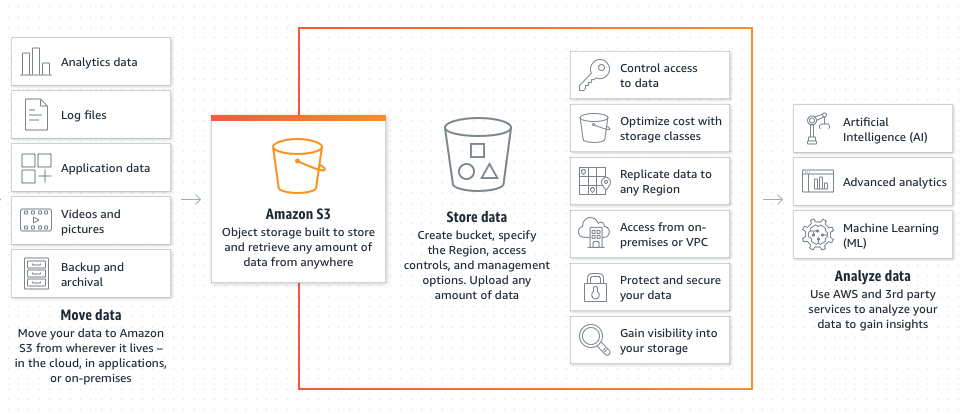 Analytics data
Log files
Application data
Videos and
pictures
Backup and
archival
Move data
Move your data to Amazon
S3 from wherever it lives –
in the cloud, in applications,
or on-premises
Amazon S3
Object storage built to store
and retrieve any amount of
data from anywhere
Store data
Create bucket, specify
the Region, access
controls, and management
options. Upload any
amount of data
Control access
to data
Optimize cost with
storage classes
Replicate data to
any Region
Access from on-
premises or VPC
Protect and secure
your data
Gain visibility into
your storage
Artificial
Intelligence (AI)
Advanced analytics
Machine Learning
(ML)
Analyze data
Use AWS and 3rd party
services to analyze your
data to gain insights